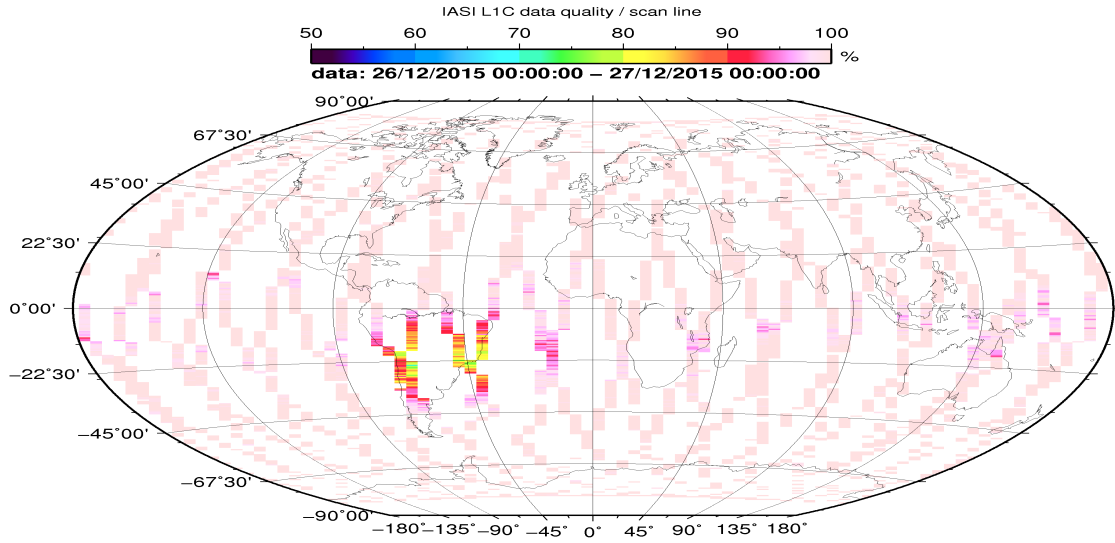 IASI L1C data quality / scan line
50 60 70 80 90 100 %
data: 26/12/2015 00:00:00 – 27/12/2015 00:00:00
90°00'
67°30'
45°00'
22°30'
0°00'
−22°30'
−45°00'
−67°30'
−90°00'
−180°−135°−90° −45° 0° 45° 90° 135° 180°